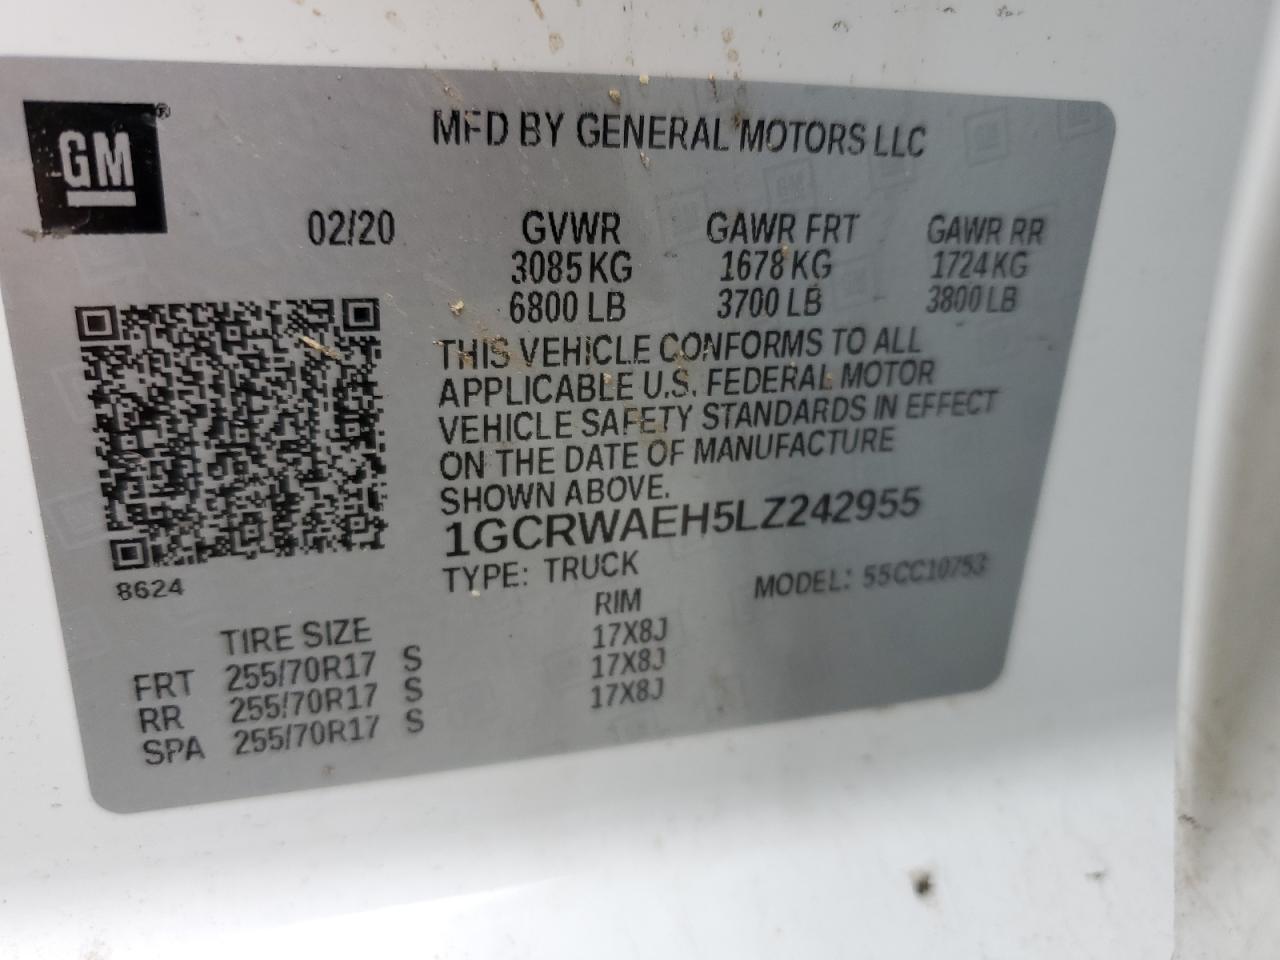 GM®
MFD BY GENERAL MOTORS LLC
02/20 GVWR GAWR FRT GAWR RR
3085 KG 1678 KG 1724 KG
6800 LB 3700 LB 3800 LB
THIS VEHICLE CONFORMS TO ALL
APPLICABLE U.S. FEDERAL MOTOR
VEHICLE SAFETY STANDARDS IN EFFECT
ON THE DATE OF MANUFACTURE
SHOWN ABOVE.
1GCRWAEH5LZ242955
TYPE: TRUCK MODEL: 55CC10753
8624
TIRE SIZE RIM
FRT 255/70R17 S 17X8J
RR 255/70R17 S 17X8J
SPA 255/70R17 S 17X8J